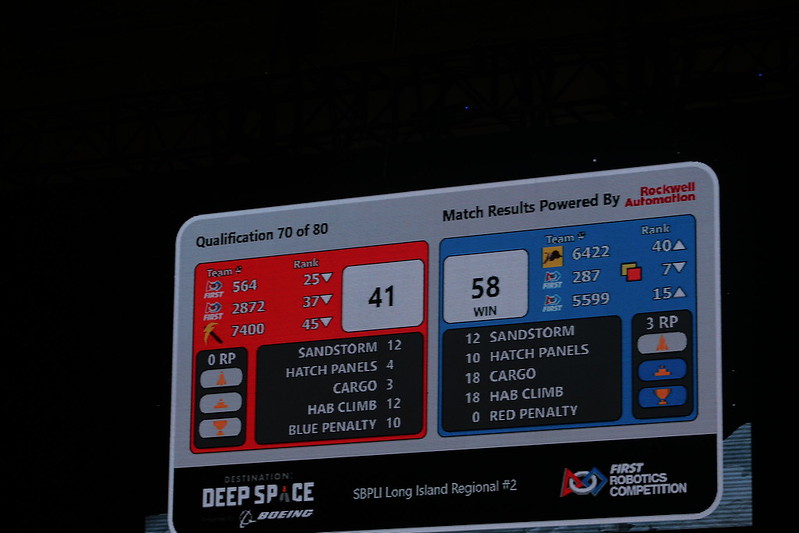 Qualification 70 of 80
Match Results Powered By Rockwell Automation
Team # Rank
FIRST 564 25
FIRST 2872 37
7400 45
41
0 RP
SANDSTORM 12
HATCH PANELS 4
CARGO 3
HAB CLIMB 12
BLUE PENALTY 10
58
WIN
Team # Rank
6422 40
FIRST 287 7
FIRST 5599 15
12 SANDSTORM
10 HATCH PANELS
18 CARGO
18 HAB CLIMB
0 RED PENALTY
3 RP
DESTINATION:
DEEP SPACE
BOEING
SBPLI Long Island Regional #2
FIRST
ROBOTICS
COMPETITION